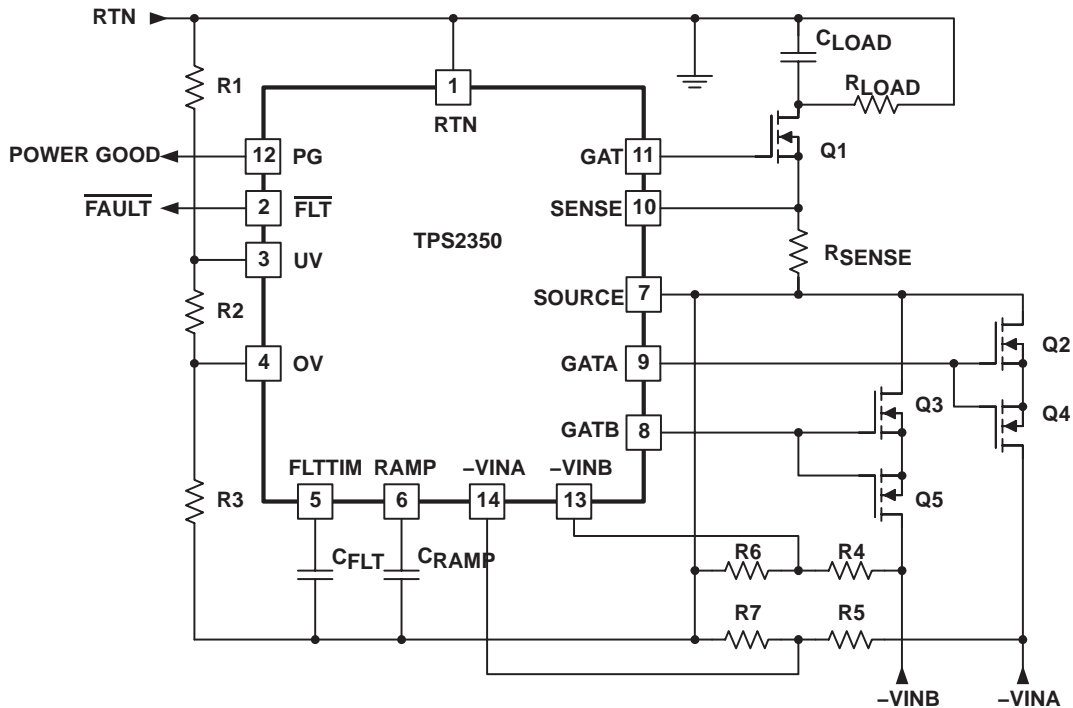 RTN
CLOAD
R1
1
RLOAD
RTN
POWER GOOD
12
PG
GAT
11
Q1
FAULT
2
FLT
SENSE
10
TPS2350
3
UV
RSENSE
R2
SOURCE
7
4
OV
GATA
9
Q2
Q3
Q4
GATB
8
FLTTIM
RAMP
–VINA
–VINB
R3
5
6
14
13
Q5
CFLT
CRAMP
R6
R4
R7
R5
–VINB
–VINA